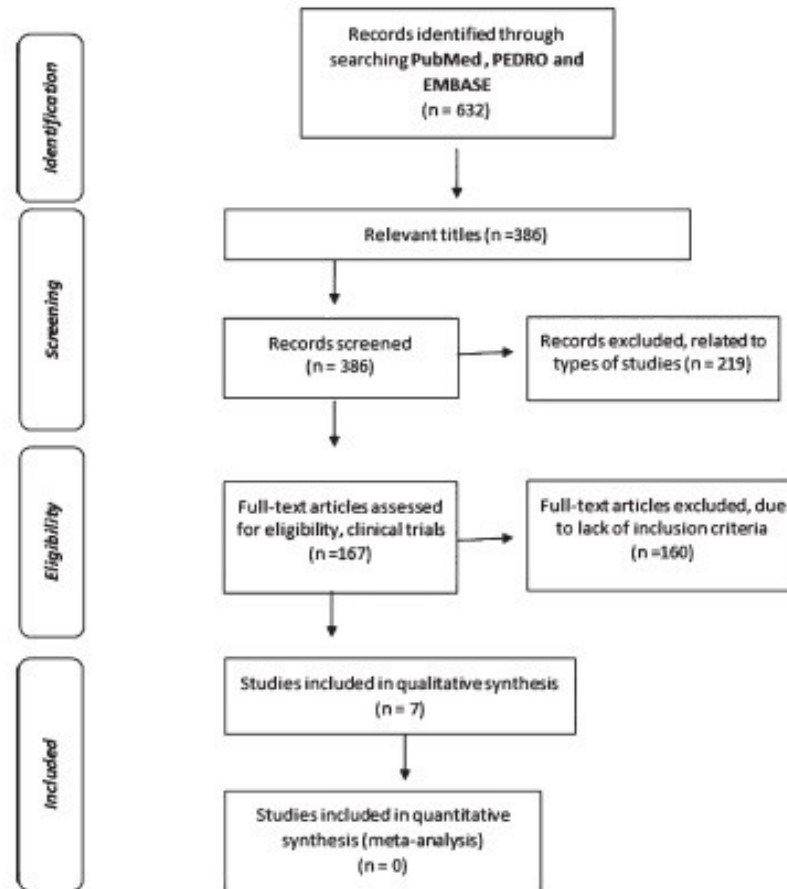 Identification
Records identified through
searching PubMed, PEDRO and
EMBASE
(n = 632)
Screening
Relevant titles (n =386)
Records screened
(n = 386)
Records excluded, related to
types of studies (n = 219)
Eligibility
Full-text articles assessed
for eligibility, clinical trials
(n =167)
Full-text articles excluded, due
to lack of inclusion criteria
(n =160)
Included
Studies included in qualitative synthesis
(n = 7)
Studies included in quantitative
synthesis (meta-analysis)
(n = 0)